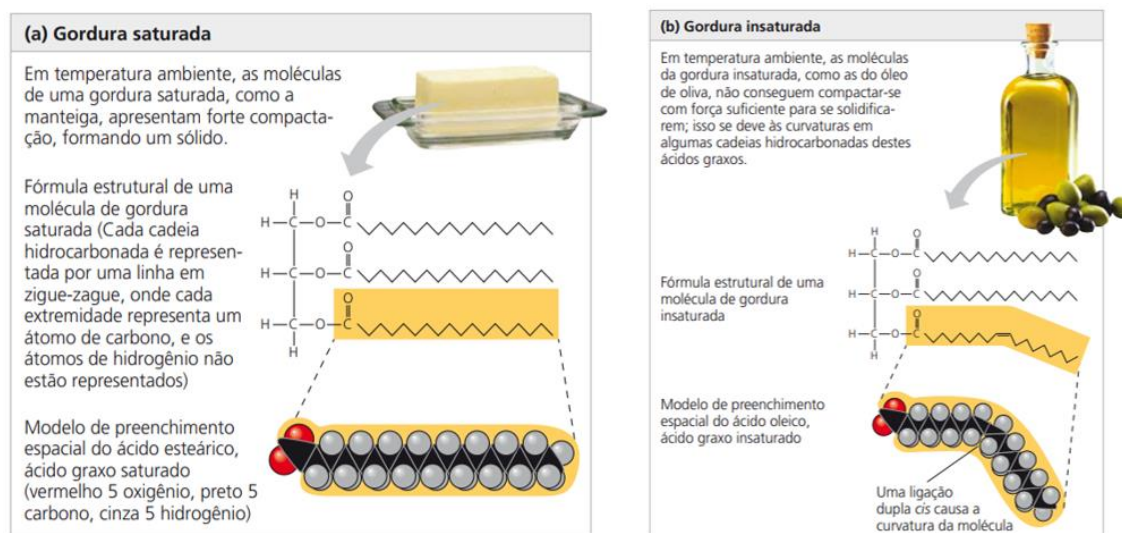 (a) Gordura saturada
Em temperatura ambiente, as moléculas
de uma gordura saturada, como a
manteiga, apresentam forte compacta-
ção, formando um sólido.
Fórmula estrutural de uma
molécula de gordura
saturada (Cada cadeia
hidrocarbonada é represen-
tada por uma linha em
zigue-zague, onde cada
extremidade representa um
átomo de carbono, e os
átomos de hidrogênio não
estão representados)
H O
H—C—O—C
O
H—C—O—C
O
H—C—O—C
H
Modelo de preenchimento
espacial do ácido esteárico,
ácido graxo saturado
(vermelho 5 oxigênio, preto 5
carbono, cinza 5 hidrogênio)
(b) Gordura insaturada
Em temperatura ambiente, as moléculas
da gordura insaturada, como as do óleo
de oliva, não conseguem compactar-se
com força suficiente para se solidifica-
rem; isso se deve às curvaturas em
algumas cadeias hidrocarbonadas destes
ácidos graxos.
H O
H—C—O—C
O
H—C—O—C
O
H—C—O—C
H
Fórmula estrutural de uma
molécula de gordura
insaturada
Modelo de preenchimento
espacial do ácido oleico,
ácido graxo insaturado
Uma ligação
dupla cis causa a
curvatura da molécula